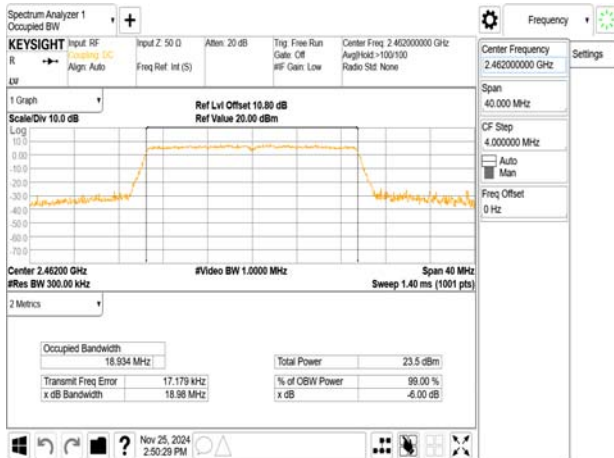 Spectrum Analyzer 1
Occupied BW
Frequency
KEYSIGHT
R
Input: RF
Coupling: DC
Align: Auto
Input Z: 50 Ω
Freq Ref: Int (S)
Atten: 20 dB
Trig: Free Run
Gate: Off
#IF Gain: Low
Center Freq: 2.462000000 GHz
Avg|Hold:>100/100
Radio Std: None
1 Graph
Scale/Div 10.0 dB
Ref Lvl Offset 10.80 dB
Ref Value 20.00 dBm
Log
10.0
0.00
-10.0
-20.0
-30.0
-40.0
-50.0
-60.0
-70.0
Center 2.46200 GHz
#Res BW 300.00 kHz
#Video BW 1.0000 MHz
Span 40 MHz
Sweep 1.40 ms (1001 pts)
2 Metrics
Occupied Bandwidth
18.934 MHz
Transmit Freq Error 17.179 kHz
x dB Bandwidth 18.98 MHz
Total Power 23.5 dBm
% of OBW Power 99.00 %
x dB -6.00 dB
Nov 25, 2024
2:50:29 PM
Center Frequency
2.462000000 GHz
Settings
Span
40.000 MHz
CF Step
4.000000 MHz
Auto
Man
Freq Offset
0 Hz